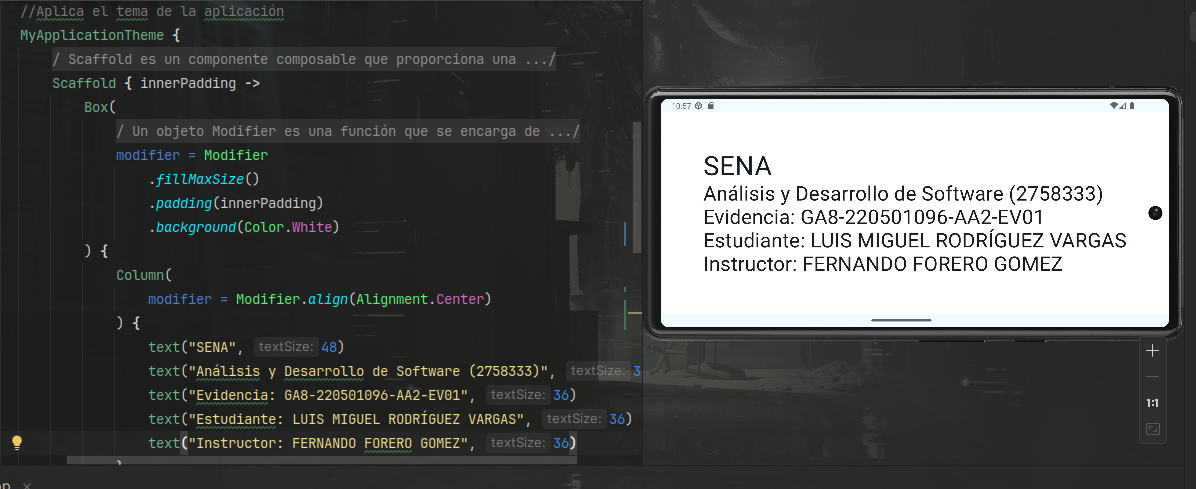 //Aplica el tema de la aplicación
MyApplicationTheme {
/ Scaffold es un componente composable que proporciona una .../
Scaffold { innerPadding ->
Box(
/ Un objeto Modifier es una función que se encarga de .../
modifier = Modifier
.fillMaxSize()
.padding(innerPadding)
.background(Color.White)
) {
Column(
modifier = Modifier.align(Alignment.Center)
) {
text("SENA", textSize: 48)
text("Análisis y Desarrollo de Software (2758333)", textSize: 3
text("Evidencia: GA8-220501096-AA2-EV01", textSize: 36)
text("Estudiante: LUIS MIGUEL RODRÍGUEZ VARGAS", textSize: 36)
text("Instructor: FERNANDO FORERO GOMEZ", textSize: 36)
10:57
SENA
Análisis y Desarrollo de Software (2758333)
Evidencia: GA8-220501096-AA2-EV01
Estudiante: LUIS MIGUEL RODRÍGUEZ VARGAS
Instructor: FERNANDO FORERO GOMEZ
1:1